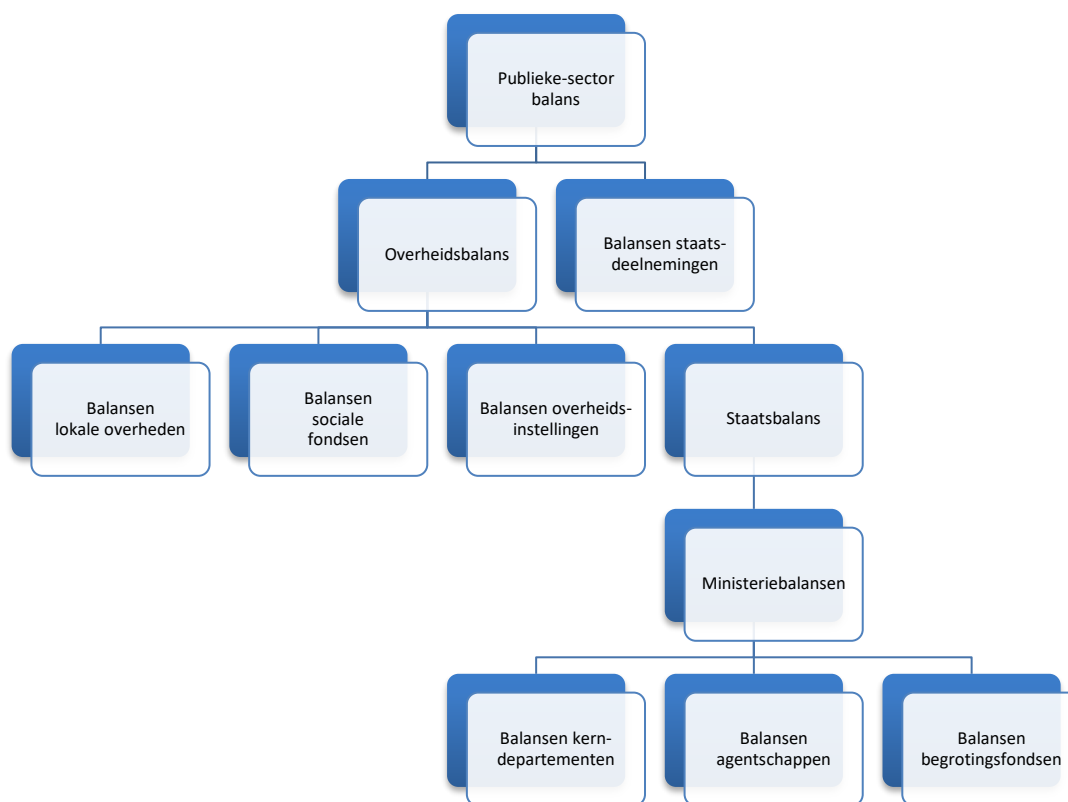 Publieke-sector
balans
Overheidsbalans
Balansen staats-
deelnemingen
Balansen
lokale overheden
Balansen
sociale
fondsen
Balansen overheids-
instellingen
Staatsbalans
Ministeriebalansen
Balansen kern-
departementen
Balansen
agentschappen
Balansen
begrotingsfondsen